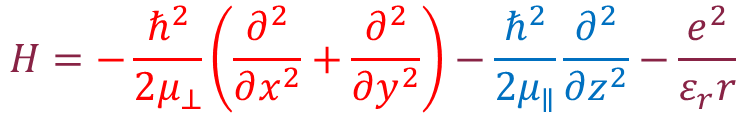 H = − ℏ²/2μ⊥ (∂²/∂x² + ∂²/∂y²) − ℏ²/2μ∥ ∂²/∂z² − e²/εᵣr